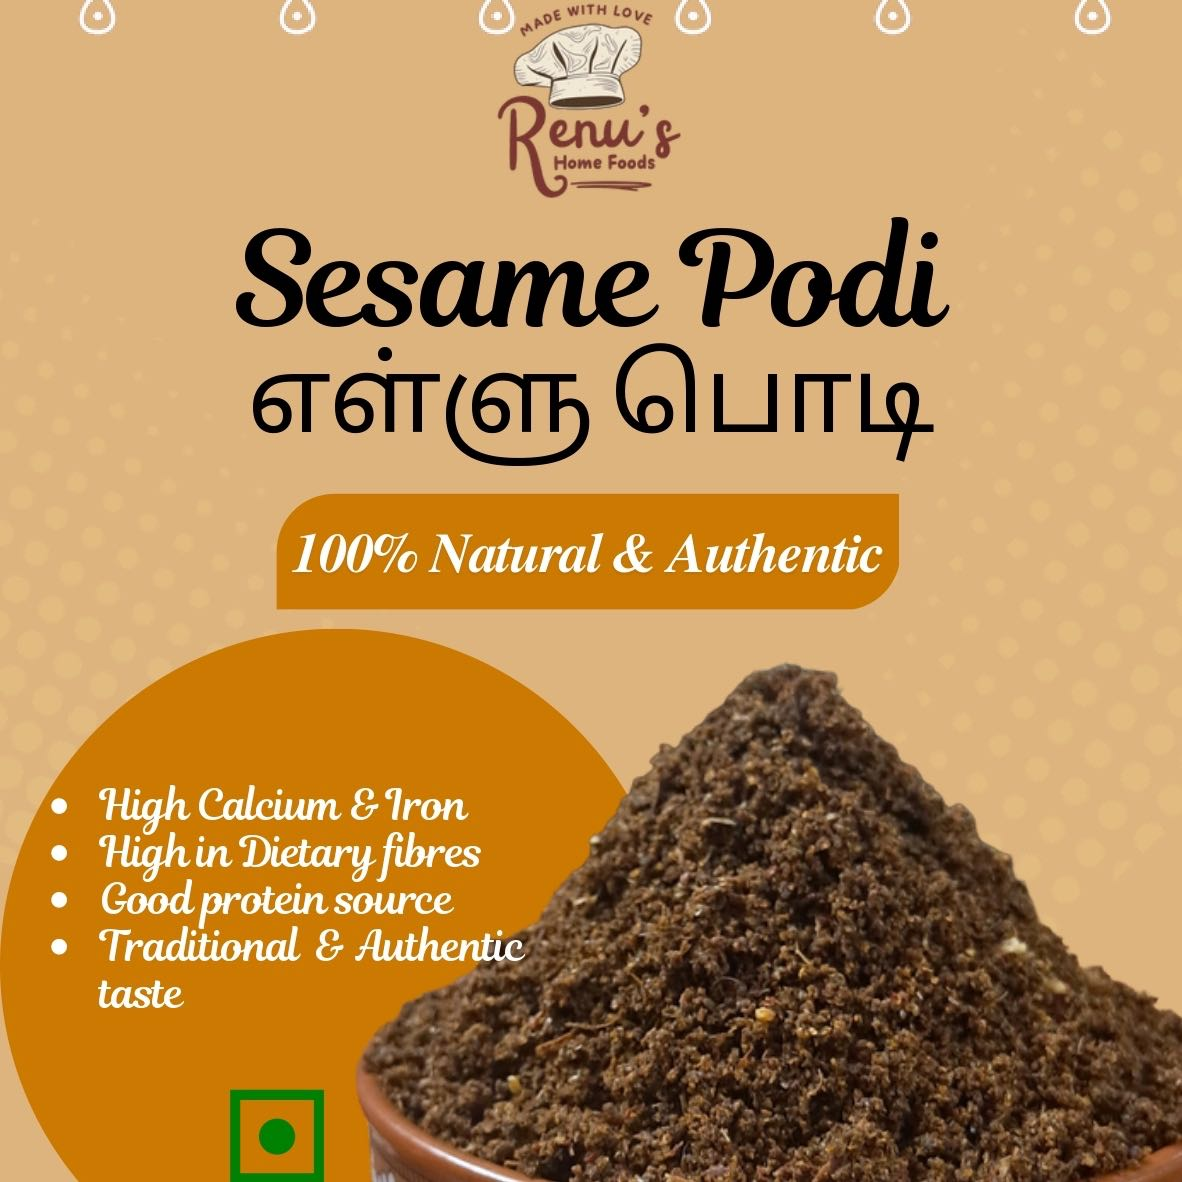 MADE WITH LOVE
Renu's
Home Foods
Sesame Podi
எள்ளு பொடி
100% Natural & Authentic
• High Calcium & Iron
• High in Dietary fibres
• Good protein source
• Traditional & Authentic
taste